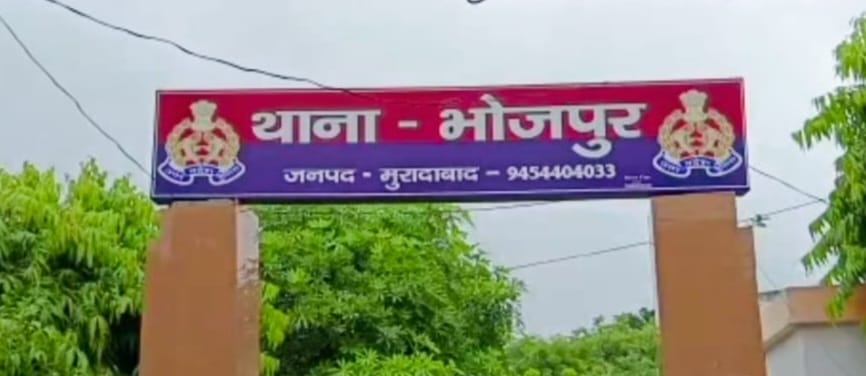 थाना - भोजपुर
जनपद - मुरादाबाद - 9454404033